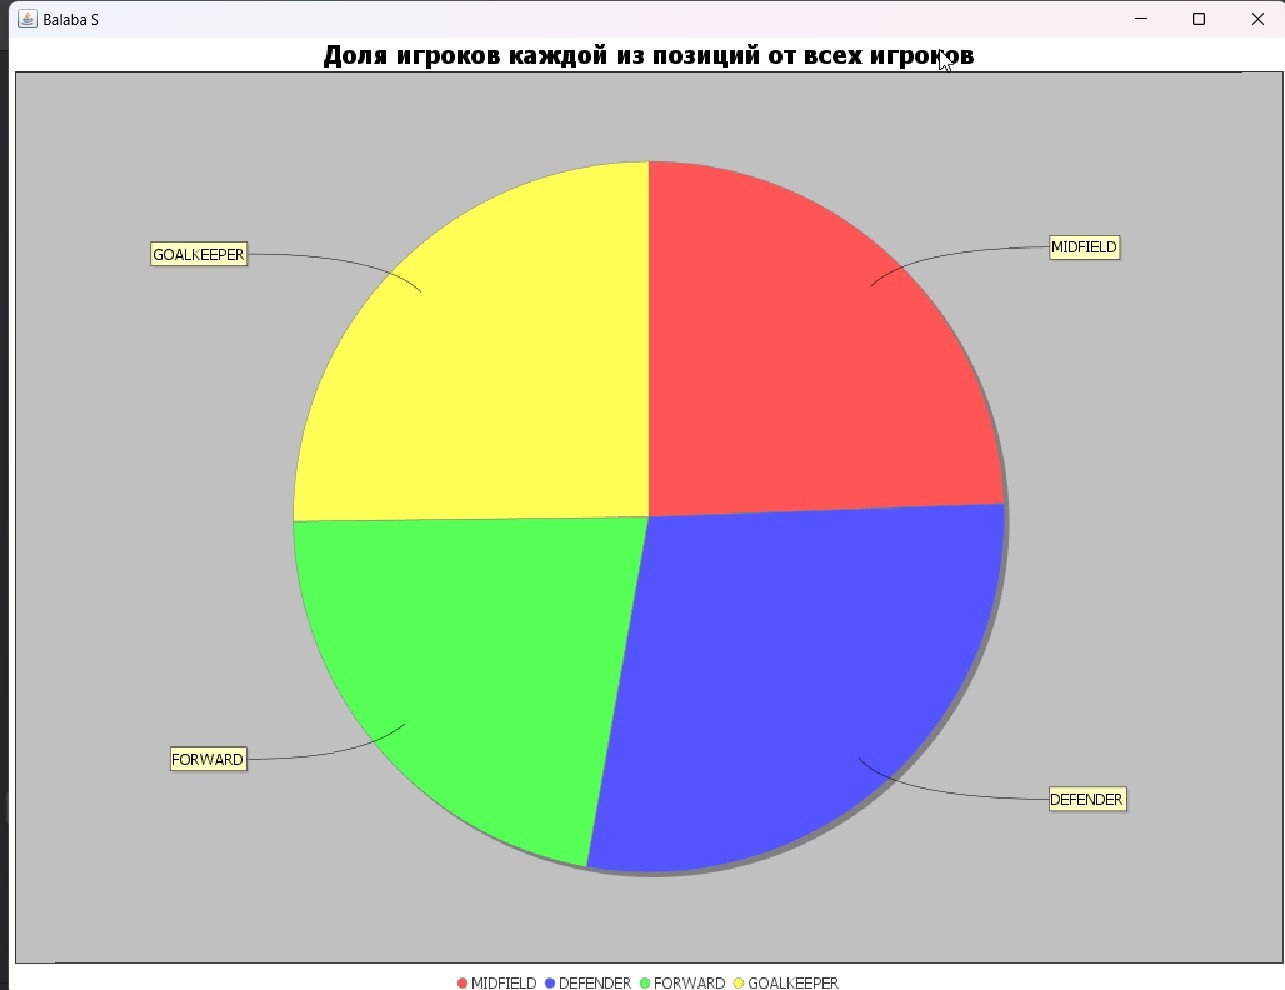 Balaba S
Доля игроков каждой из позиций от всех игроков
GOALKEEPER
MIDFIELD
FORWARD
DEFENDER
MIDFIELD DEFENDER FORWARD GOALKEEPER